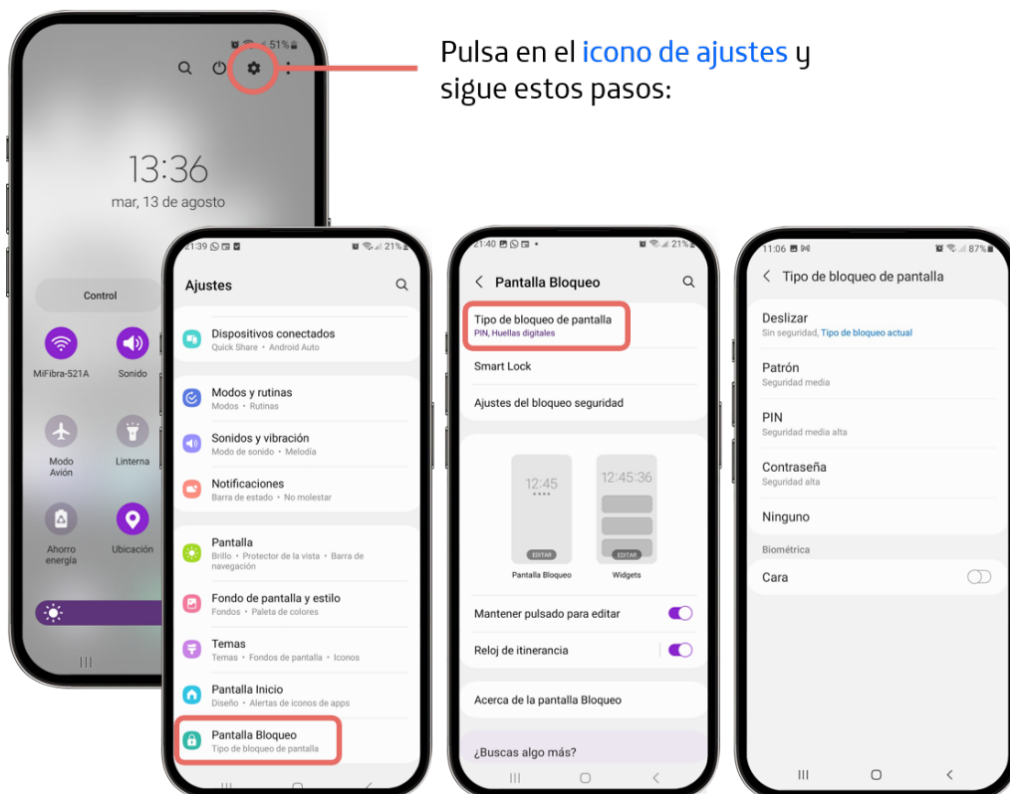 Pulsa en el icono de ajustes y
sigue estos pasos:
51%
13:36
mar, 13 de agosto
Control
MiFibra-521A
Sonido
Modo
Avión
Linterna
Ahorro
energía
Ubicación
21:39
21%
Ajustes
Dispositivos conectados
Quick Share • Android Auto
Modos y rutinas
Modos • Rutinas
Sonidos y vibración
Modo de sonido • Melodía
Notificaciones
Barra de estado • No molestar
Pantalla
Brillo • Protector de la vista • Barra de
navegación
Fondo de pantalla y estilo
Fondos • Paleta de colores
Temas
Temas • Fondos de pantalla • Iconos
Pantalla Inicio
Diseño • Alertas de iconos de apps
Pantalla Bloqueo
Tipo de bloqueo de pantalla
21:40
21%
Pantalla Bloqueo
Tipo de bloqueo de pantalla
PIN, Huellas digitales
Smart Lock
Ajustes del bloqueo seguridad
12:45
12:45:36
EDITAR
EDITAR
Pantalla Bloqueo
Widgets
Mantener pulsado para editar
Reloj de itinerancia
Acerca de la pantalla Bloqueo
¿Buscas algo más?
11:06
87%
Tipo de bloqueo de pantalla
Deslizar
Sin seguridad, Tipo de bloqueo actual
Patrón
Seguridad media
PIN
Seguridad media alta
Contraseña
Seguridad alta
Ninguno
Biométrica
Cara